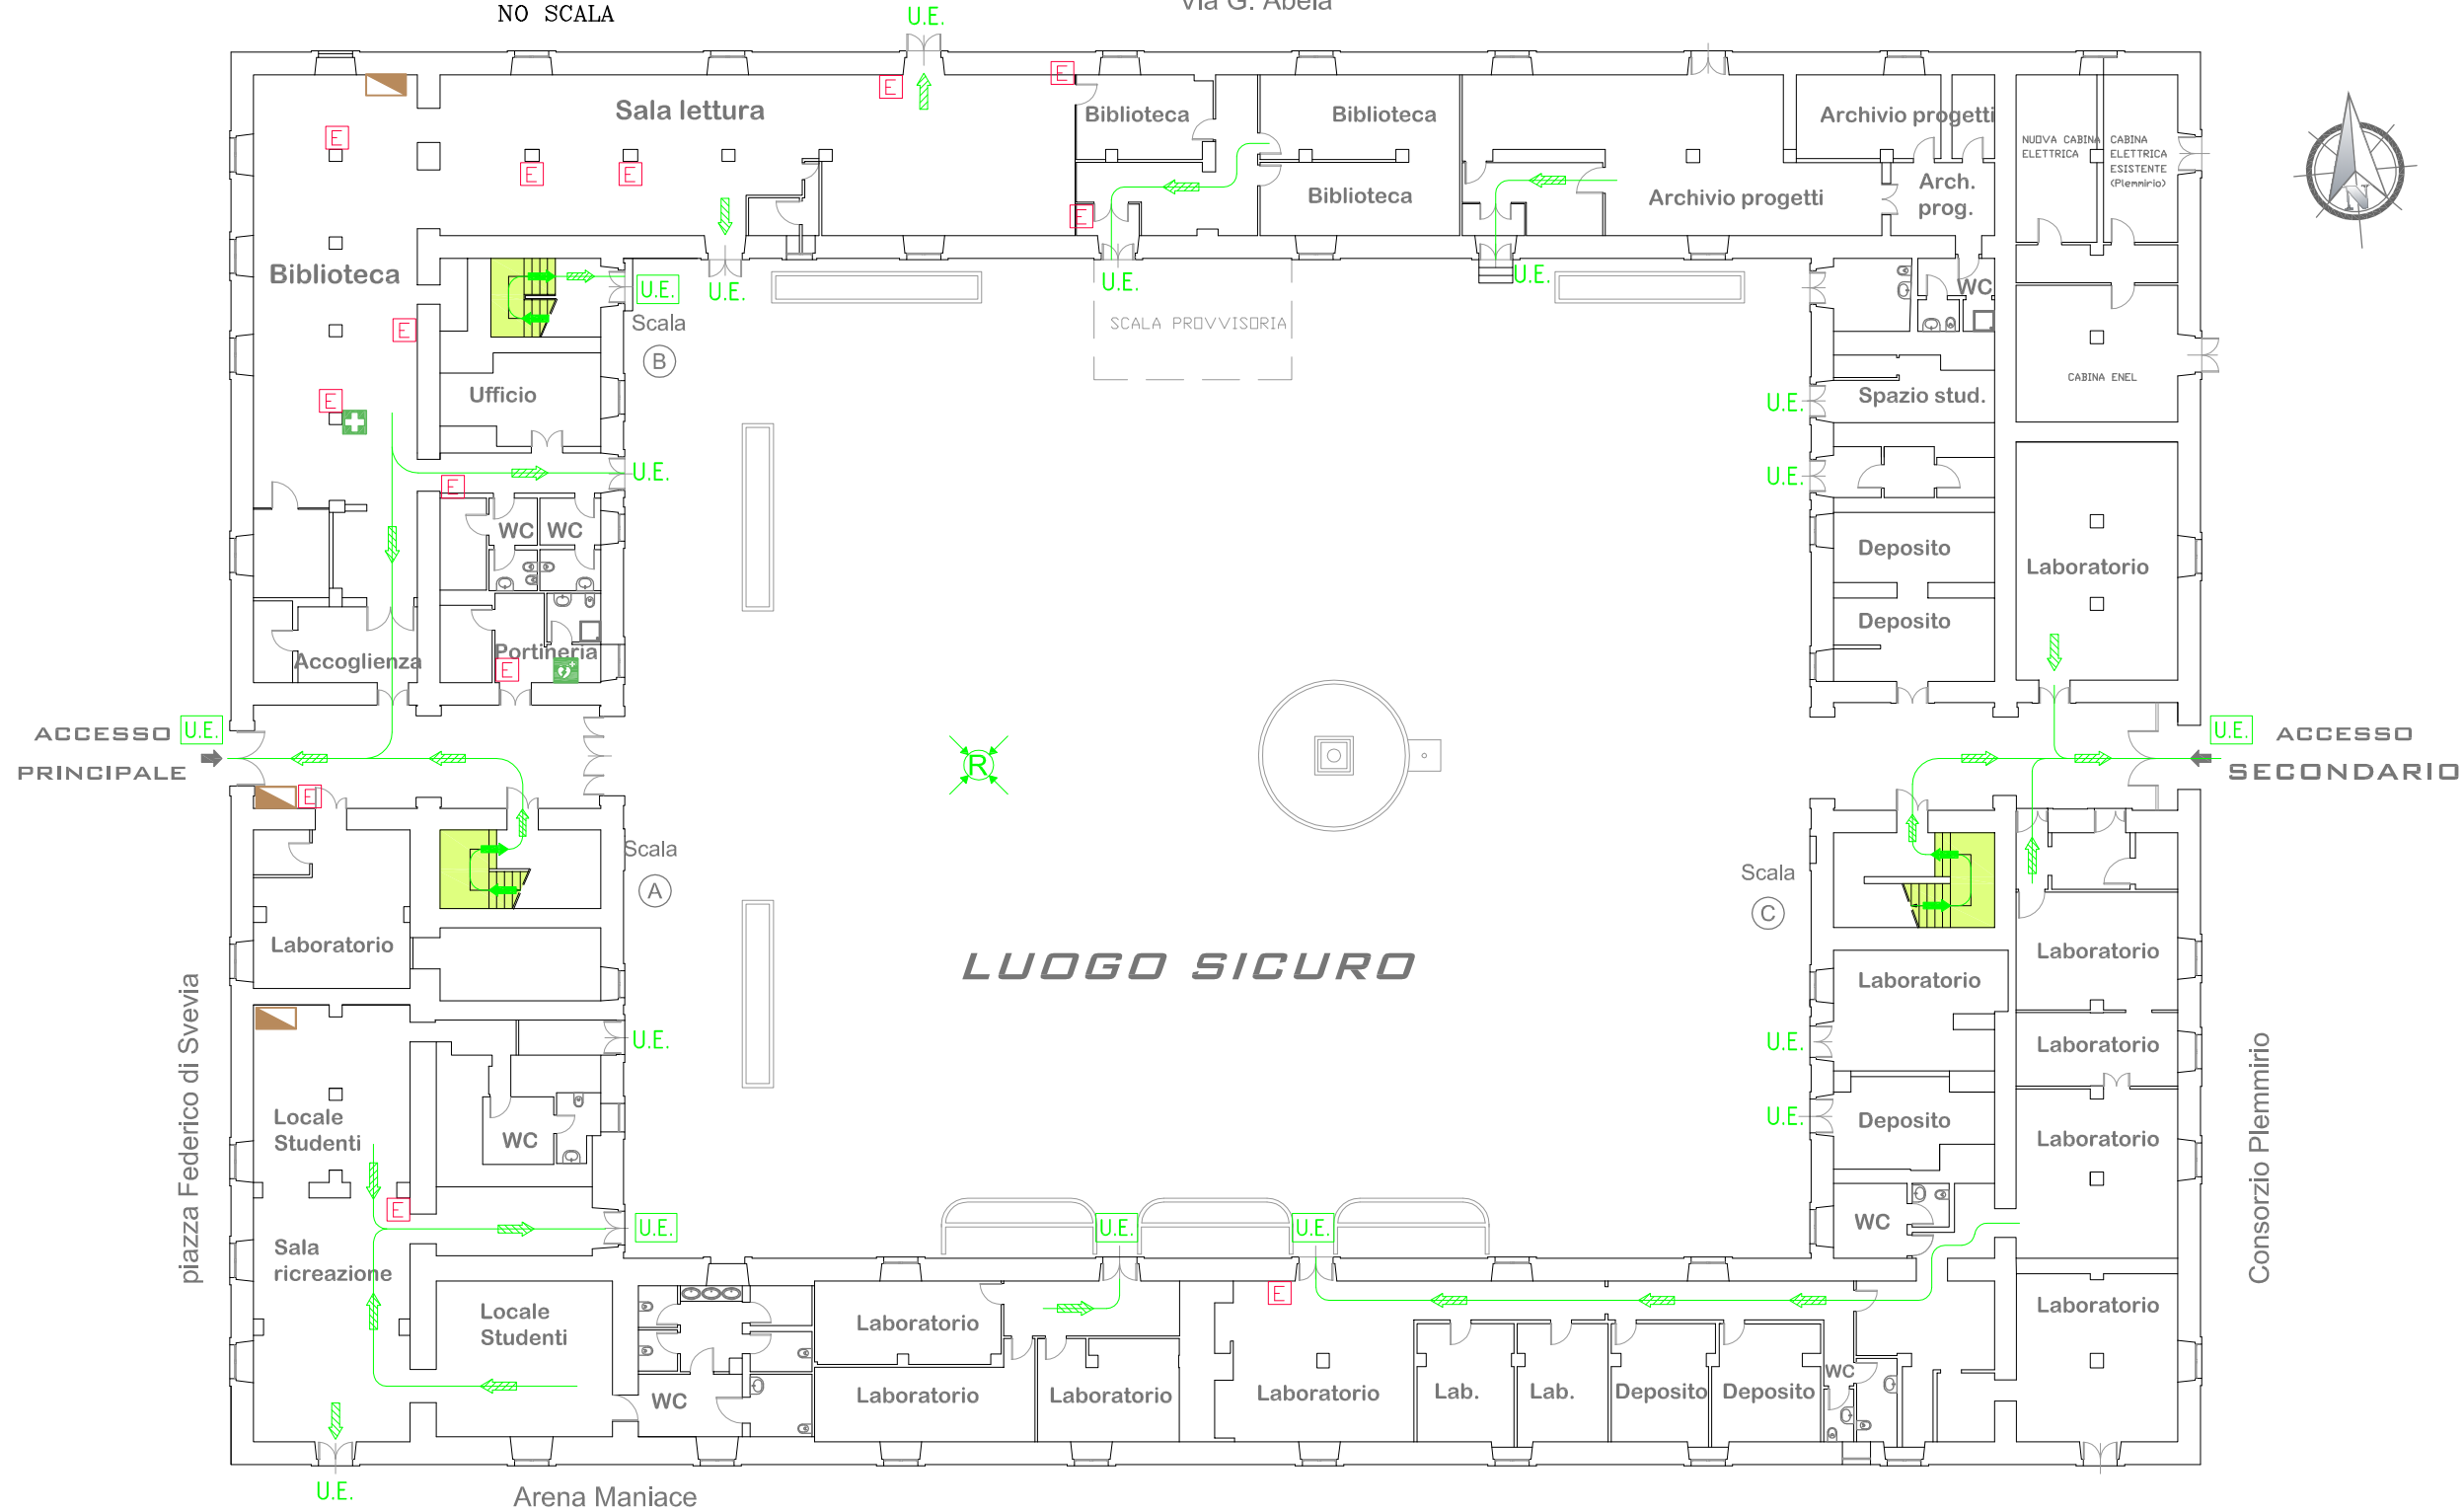 NO SCALA
Via G. Abela
U.E.
E
E
Sala lettura
Biblioteca
Biblioteca
Archivio progetti
E
E
E
NUOVA CABINA
ELETTRICA
CABINA
ELETTRICA
ESISTENTE
(Plemmirio)
N
Biblioteca
Archivio progetti
Arch.
prog.
E
Biblioteca
U.E.
U.E.
U.E.
U.E.
WC
Scala
B
SCALA PROVVISORIA
E
CABINA ENEL
Ufficio
E
U.E.
Spazio stud.
U.E.
U.E.
E
WC
WC
Deposito
Laboratorio
Deposito
Accoglienza
Portineria
E
ACCESSO
PRINCIPALE
U.E.
R
U.E.
ACCESSO
SECONDARIO
E
Scala
A
Scala
C
Laboratorio
LUOGO SICURO
Laboratorio
Laboratorio
piazza Federico di Svevia
U.E.
U.E.
Laboratorio
Consorzio Plemmirio
Locale
Studenti
WC
U.E.
Deposito
Laboratorio
E
U.E.
U.E.
U.E.
WC
Sala
ricreazione
E
Locale
Studenti
Laboratorio
Laboratorio
WC
Laboratorio
Laboratorio
Laboratorio
Lab.
Lab.
Deposito
Deposito
WC
U.E.
Arena Maniace